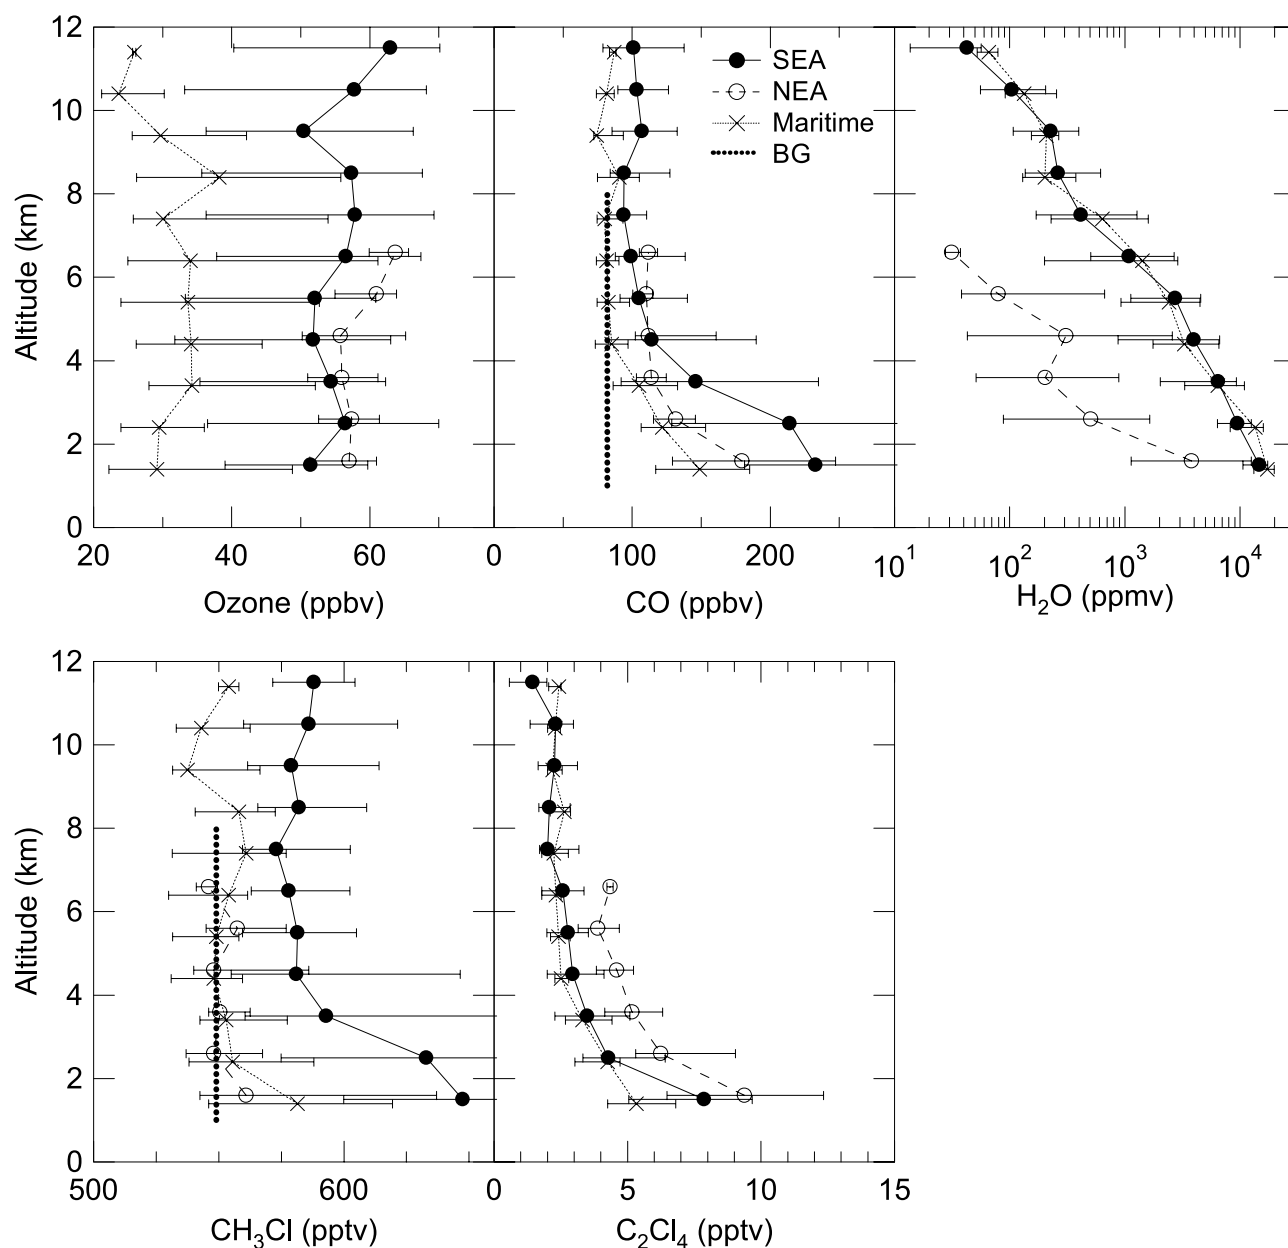 12
10
8
6
4
2
0
Altitude (km)
20 40 60
Ozone (ppbv)
0 100 200
CO (ppbv)
SEA
NEA
Maritime
BG
10¹ 10² 10³ 10⁴
H₂O (ppmv)
12
10
8
6
4
2
0
Altitude (km)
500 600
CH₃Cl (pptv)
0 5 10 15
C₂Cl₄ (pptv)